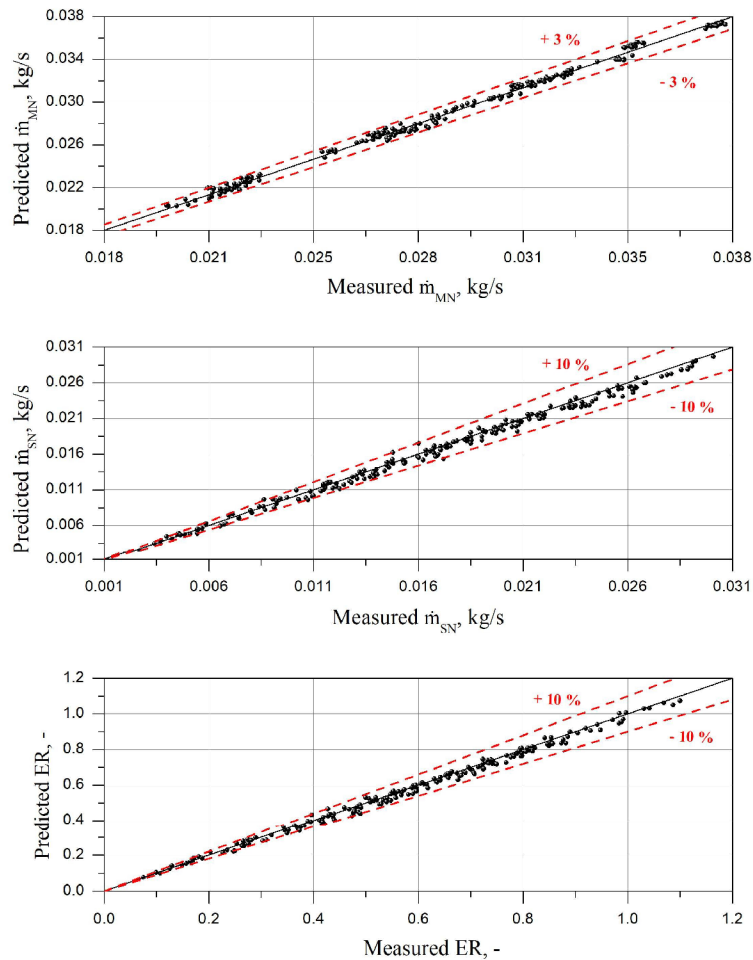 0.038
0.034
0.030
0.026
0.022
0.018
Predicted ṁMN, kg/s
+ 3 %
- 3 %
0.018 0.021 0.025 0.028 0.031 0.035 0.038
Measured ṁMN, kg/s
0.031
0.026
0.021
0.016
0.011
0.006
0.001
Predicted ṁSN, kg/s
+ 10 %
- 10 %
0.001 0.006 0.011 0.016 0.021 0.026 0.031
Measured ṁSN, kg/s
1.2
1.0
0.8
0.6
0.4
0.2
0.0
Predicted ER, -
+ 10 %
- 10 %
0.0 0.2 0.4 0.6 0.8 1.0 1.2
Measured ER, -